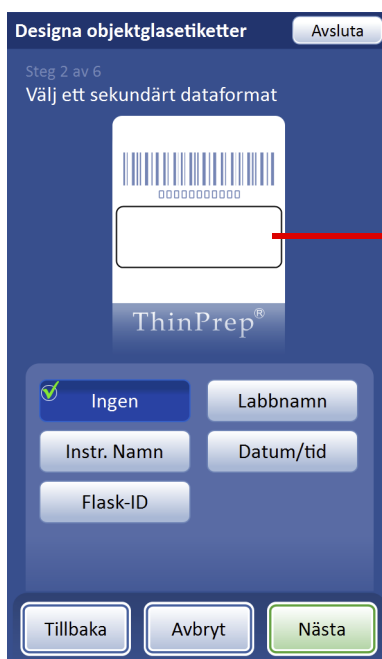 Designa objektglasetiketter Avsluta
Steg 2 av 6
Välj ett sekundärt dataformat
00000000000
ThinPrep®
Ingen Labbnamn
Instr. Namn Datum/tid
Flask-ID
Tillbaka Avbryt Nästa